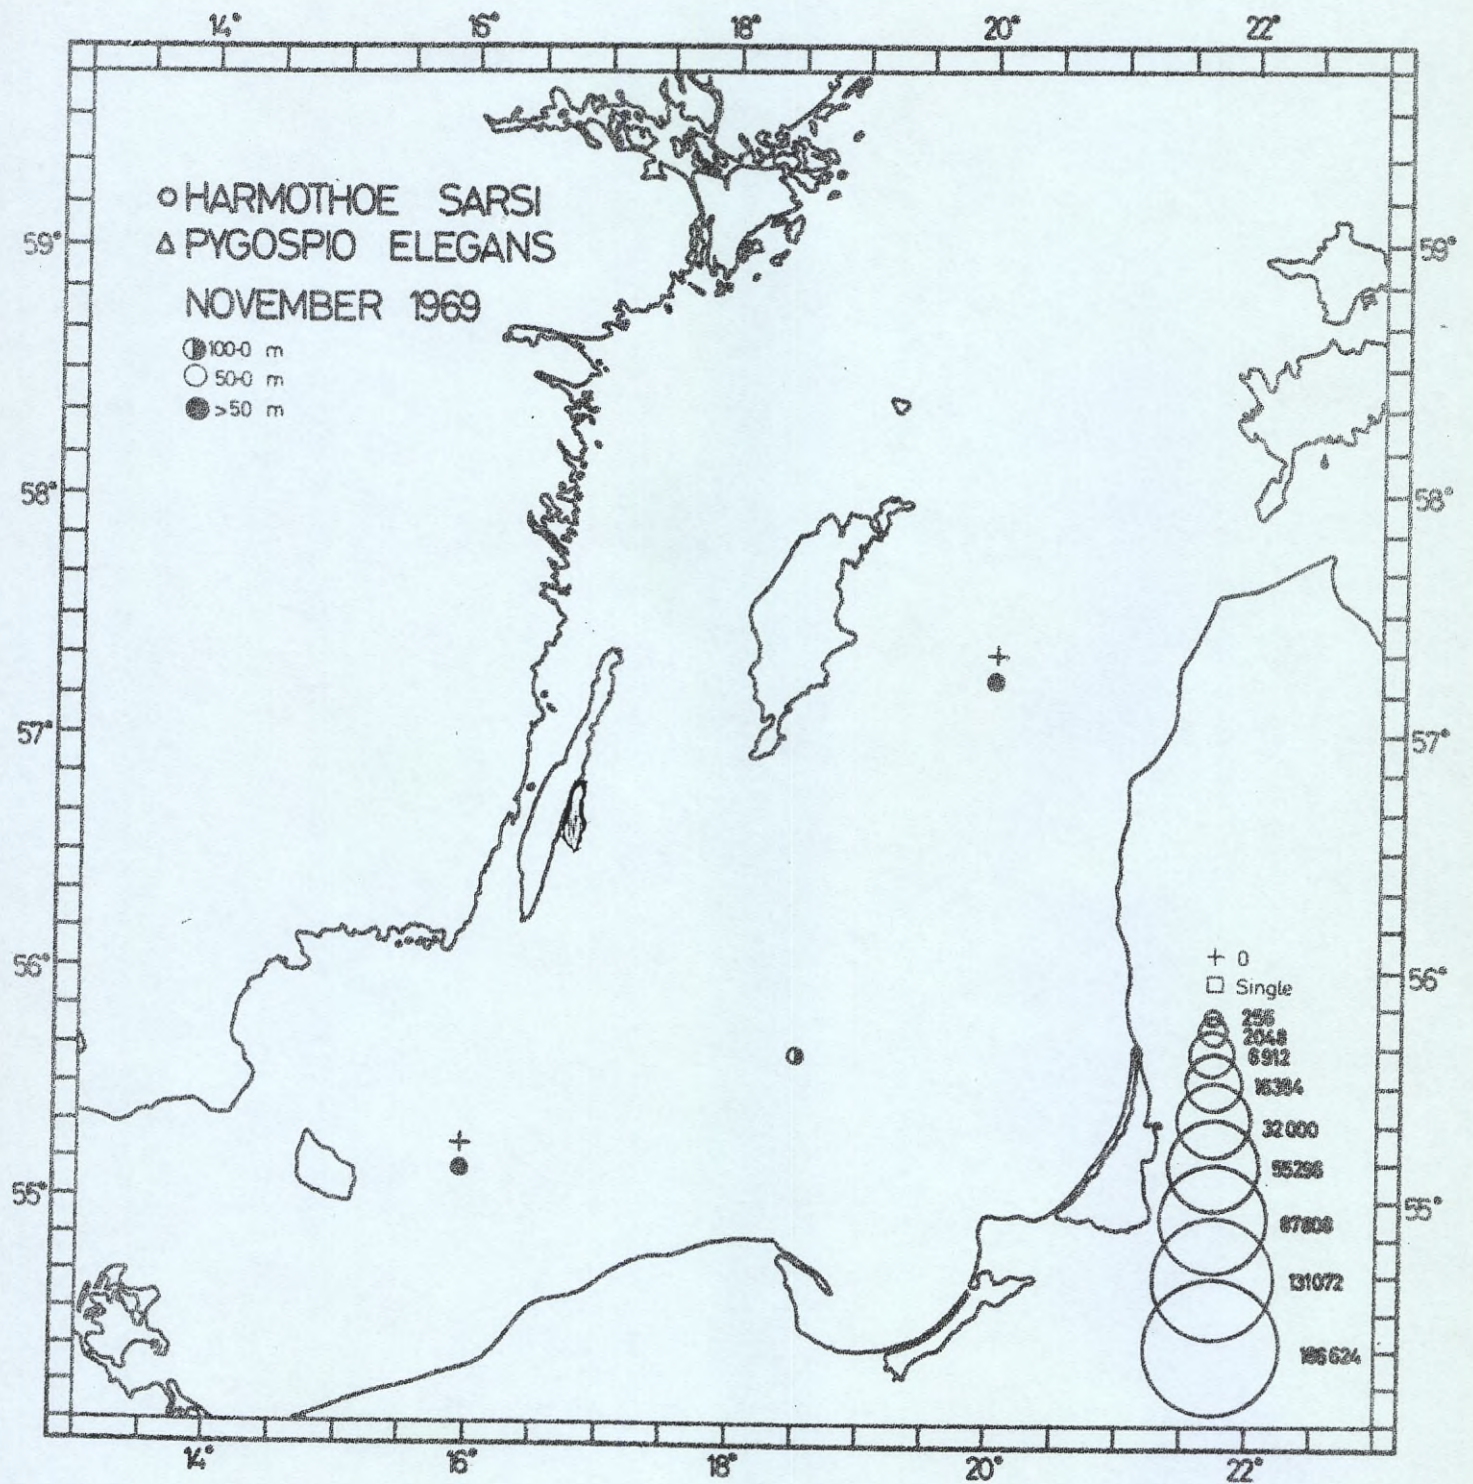 14° 16° 18° 20° 22°
○ HARMOTHOE SARSI
△ PYGOSPIO ELEGANS
NOVEMBER 1969
100-0 m
50-0 m
>50 m
59° 59°
58° 58°
57° 57°
56° 56°
55° 55°
+ 0
□ Single
256
2048
6912
16384
32000
55296
87808
131072
186624
14° 16° 18° 20° 22°